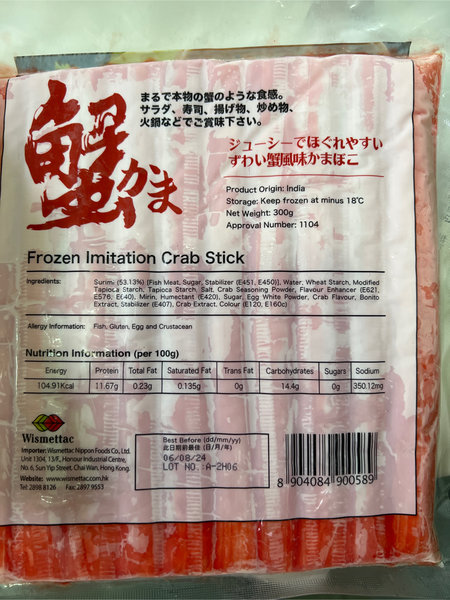 まるで本物の蟹のような食感。
サラダ、寿司、揚げ物、炒め物、
火鍋などでご賞味下さい。
蟹かま
ジューシーでほぐれやすい
ずわい蟹風味かまぼこ
Product Origin: India
Storage: Keep frozen at minus 18℃
Net Weight: 300g
Approval Number: 1104
Frozen Imitation Crab Stick
Ingredients: Surimi (53.13%) [Fish Meat, Sugar, Stabilizer (E451, E450)], Water, Wheat Starch, Modified
Tapioca Starch, Tapioca Starch, Salt, Crab Seasoning Powder, Flavour Enhancer (E621,
E576, E640), Mirin, Humectant (E420), Sugar, Egg White Powder, Crab Flavour, Bonito
Extract, Stabilizer (E407), Crab Extract, Colour (E120, E160c)
Allergy Information: Fish, Gluten, Egg and Crustacean
Nutrition Information (per 100g)
Energy Protein Total Fat Saturated Fat Trans Fat Carbohydrates Sugars Sodium
104.91Kcal 11.67g 0.23g 0.135g 0g 14.4g 0g 350.12mg
Wismettac
Importer: Wismettac Nippon Foods Co., Ltd.
Unit 1304, 13/F., Honour Industrial Centre,
No. 6, Sun Yip Street, Chai Wan, Hong Kong.
Website: www.wismettac.com.hk
Tel: 2898 8126 Fax: 2897 9553
Best Before (dd/mm/yy)
此日期前最佳（日/月/年）
06/08/24
LOT NO.:A-2H06
8 904084 900589